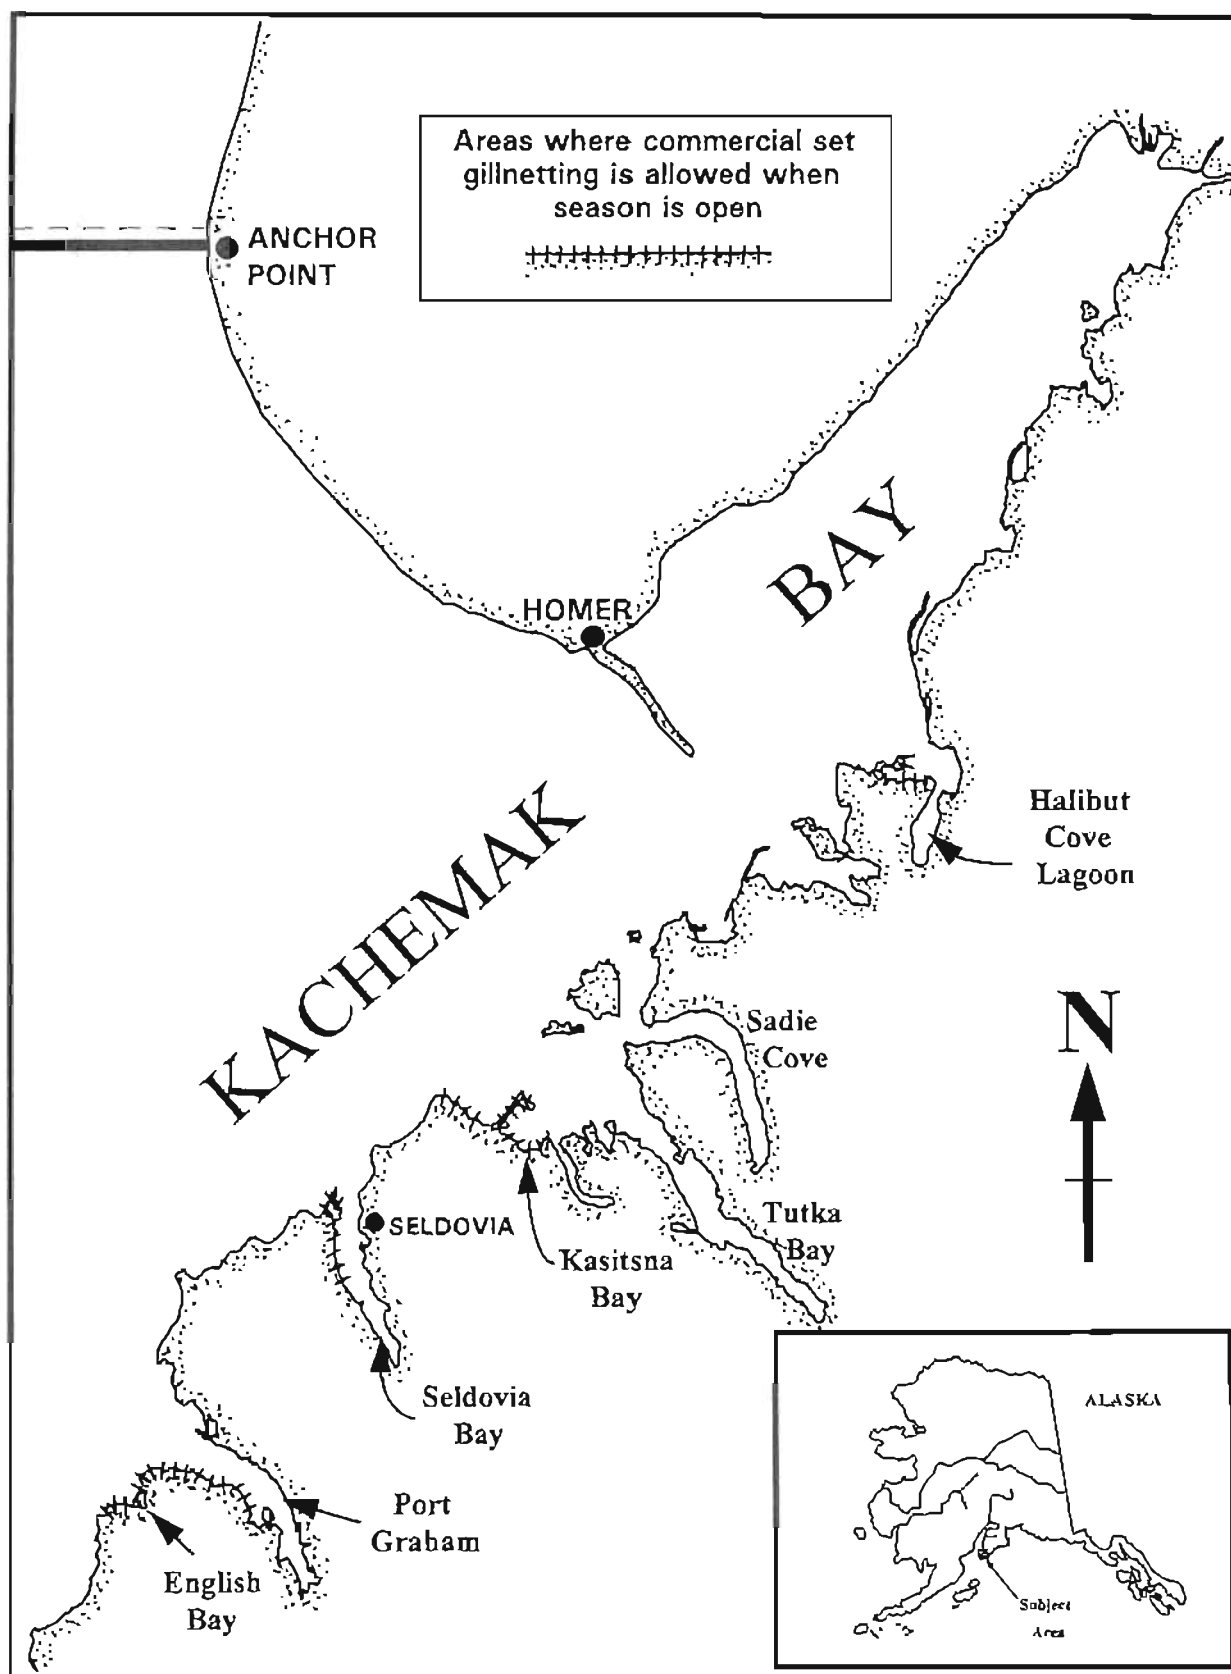 Areas where commercial set
gillnetting is allowed when
season is open
ANCHOR
POINT
HOMER
BAY
KACHEMAK
Halibut
Cove
Lagoon
N
Sadie
Cove
Tutka
Bay
SELDOVIA
Kasitsna
Bay
Seldovia
Bay
Port
Graham
English
Bay
ALASKA
Subject
Area